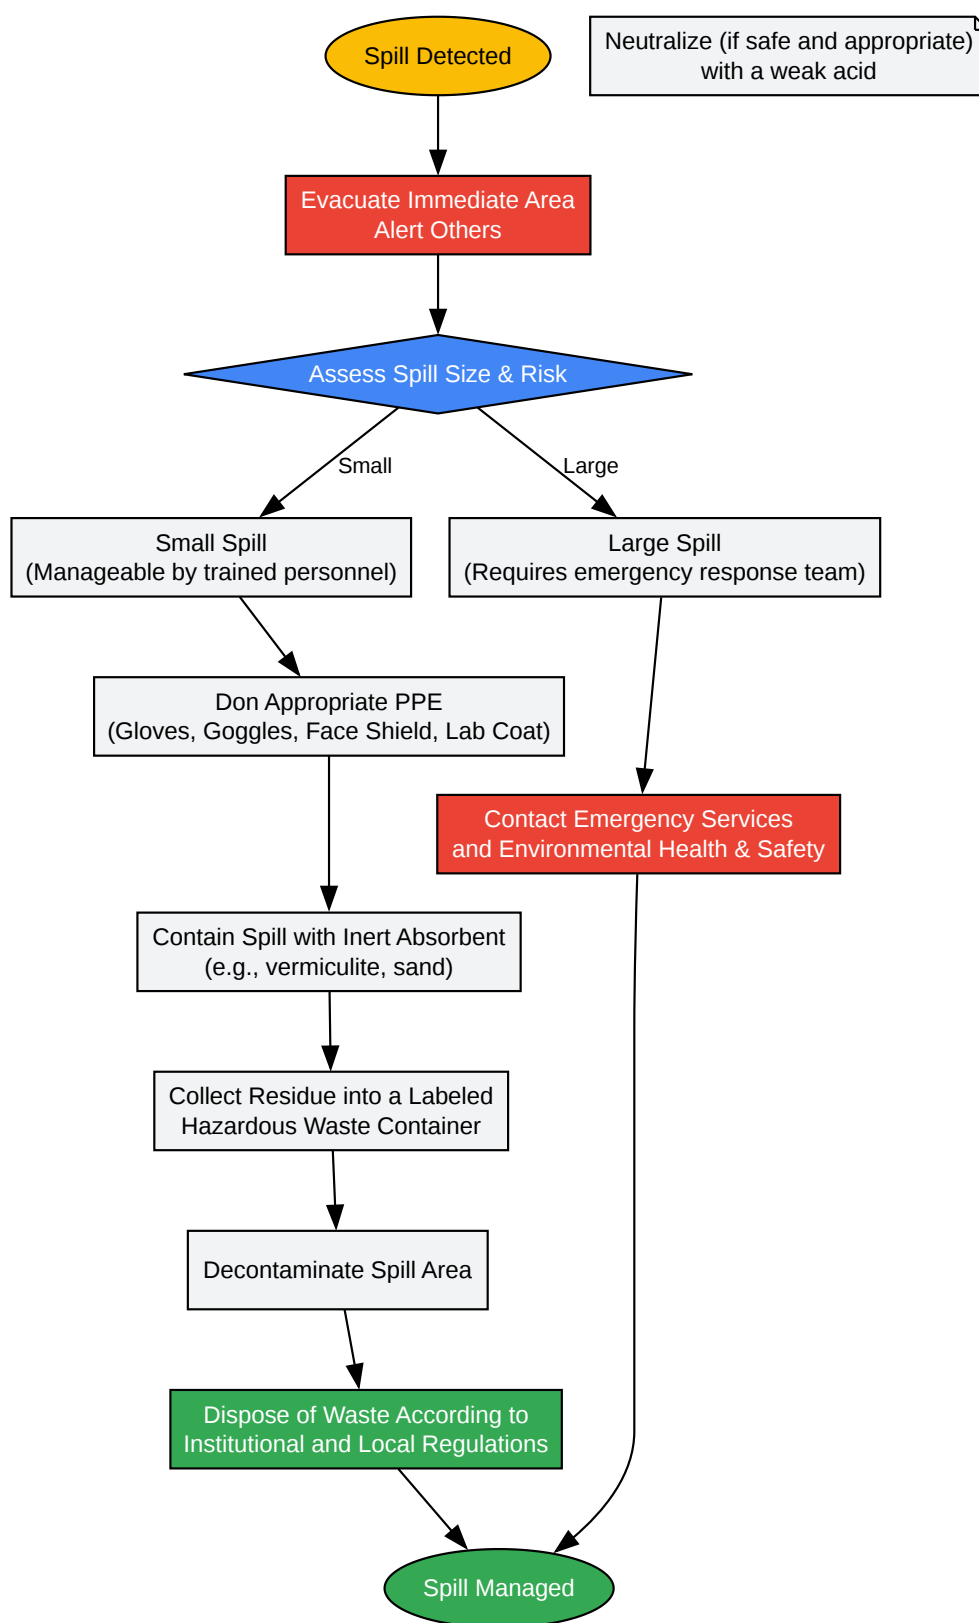 Spill Detected
Neutralize (if safe and appropriate)
with a weak acid
Evacuate Immediate Area
Alert Others
Assess Spill Size & Risk
Small
Large
Small Spill
(Manageable by trained personnel)
Large Spill
(Requires emergency response team)
Don Appropriate PPE
(Gloves, Goggles, Face Shield, Lab Coat)
Contact Emergency Services
and Environmental Health & Safety
Contain Spill with Inert Absorbent
(e.g., vermiculite, sand)
Collect Residue into a Labeled
Hazardous Waste Container
Decontaminate Spill Area
Dispose of Waste According to
Institutional and Local Regulations
Spill Managed